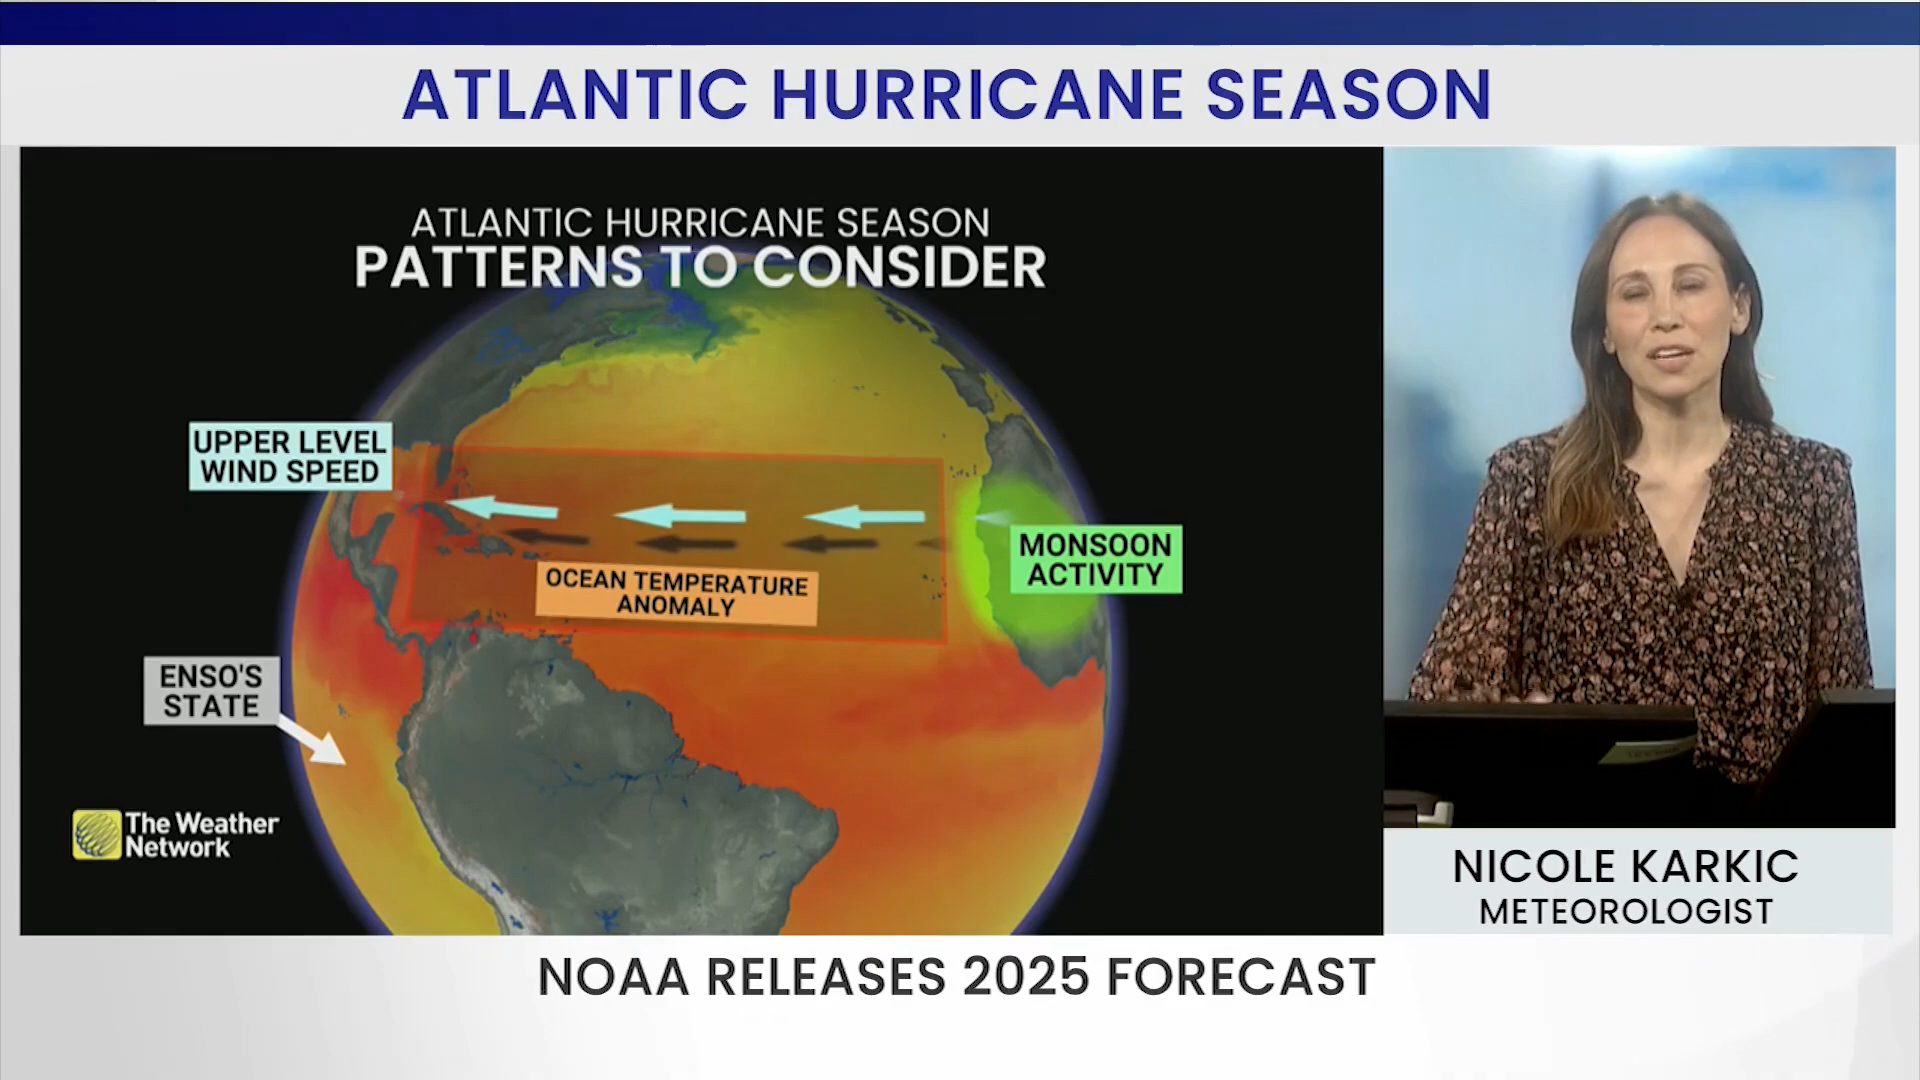 ATLANTIC HURRICANE SEASON
ATLANTIC HURRICANE SEASON
PATTERNS TO CONSIDER
UPPER LEVEL
WIND SPEED
MONSOON
ACTIVITY
OCEAN TEMPERATURE
ANOMALY
ENSO'S
STATE
The Weather
Network
NICOLE KARKIC
METEOROLOGIST
NOAA RELEASES 2025 FORECAST